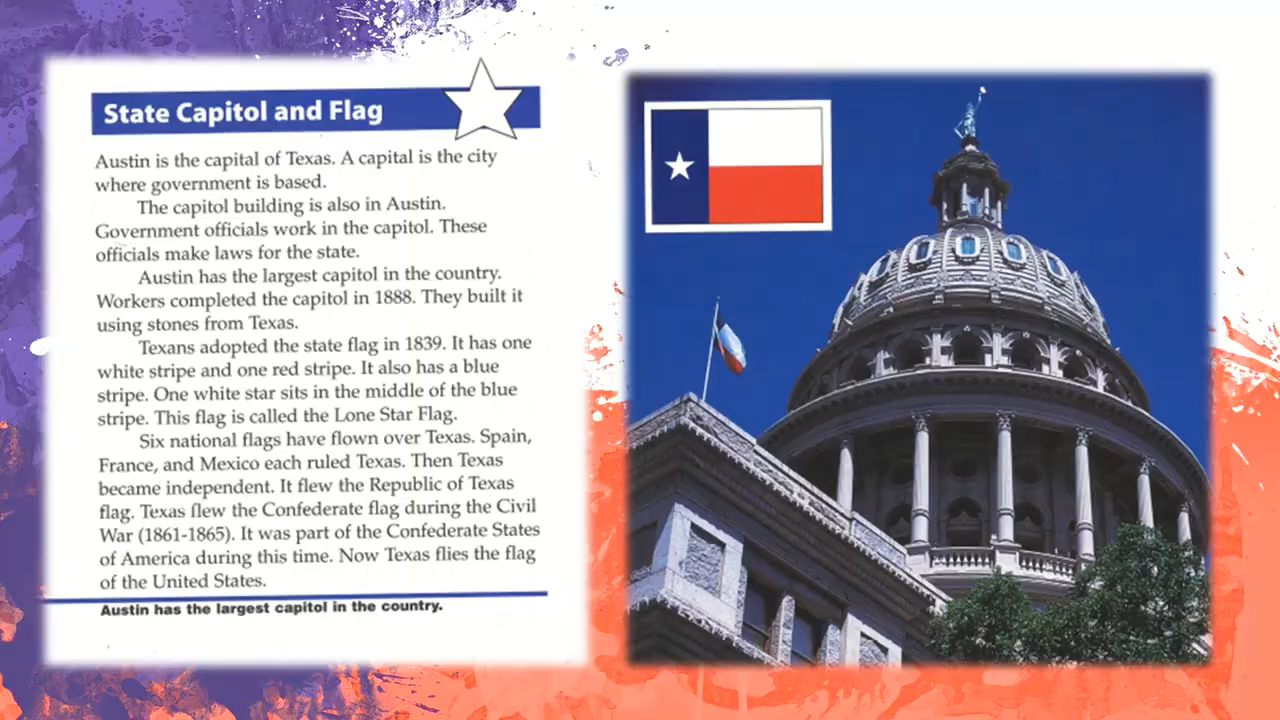 State Capitol and Flag
Austin is the capital of Texas. A capital is the city
where government is based.
The capitol building is also in Austin.
Government officials work in the capitol. These
officials make laws for the state.
Austin has the largest capitol in the country.
Workers completed the capitol in 1888. They built it
using stones from Texas.
Texans adopted the state flag in 1839. It has one
white stripe and one red stripe. It also has a blue
stripe. One white star sits in the middle of the blue
stripe. This flag is called the Lone Star Flag.
Six national flags have flown over Texas. Spain,
France, and Mexico each ruled Texas. Then Texas
became independent. It flew the Republic of Texas
flag. Texas flew the Confederate flag during the Civil
War (1861-1865). It was part of the Confederate States
of America during this time. Now Texas flies the flag
of the United States.
Austin has the largest capitol in the country.